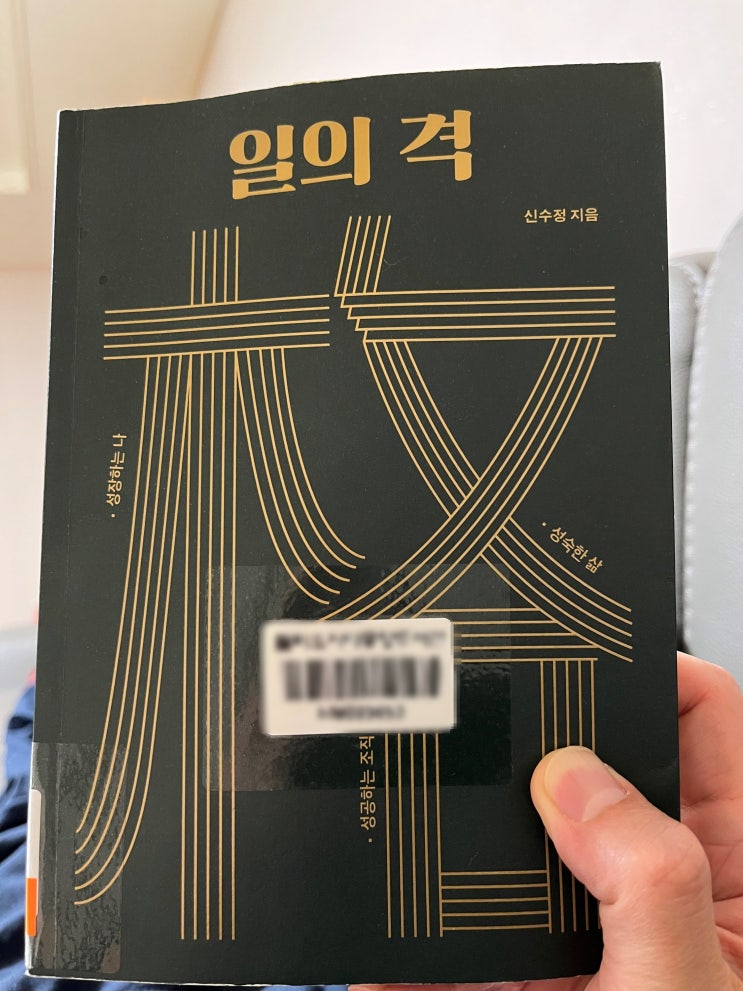 일의 격
신수정 지음
格
· 성장하는 나
· 성숙한 삶
· 성공하는 조직